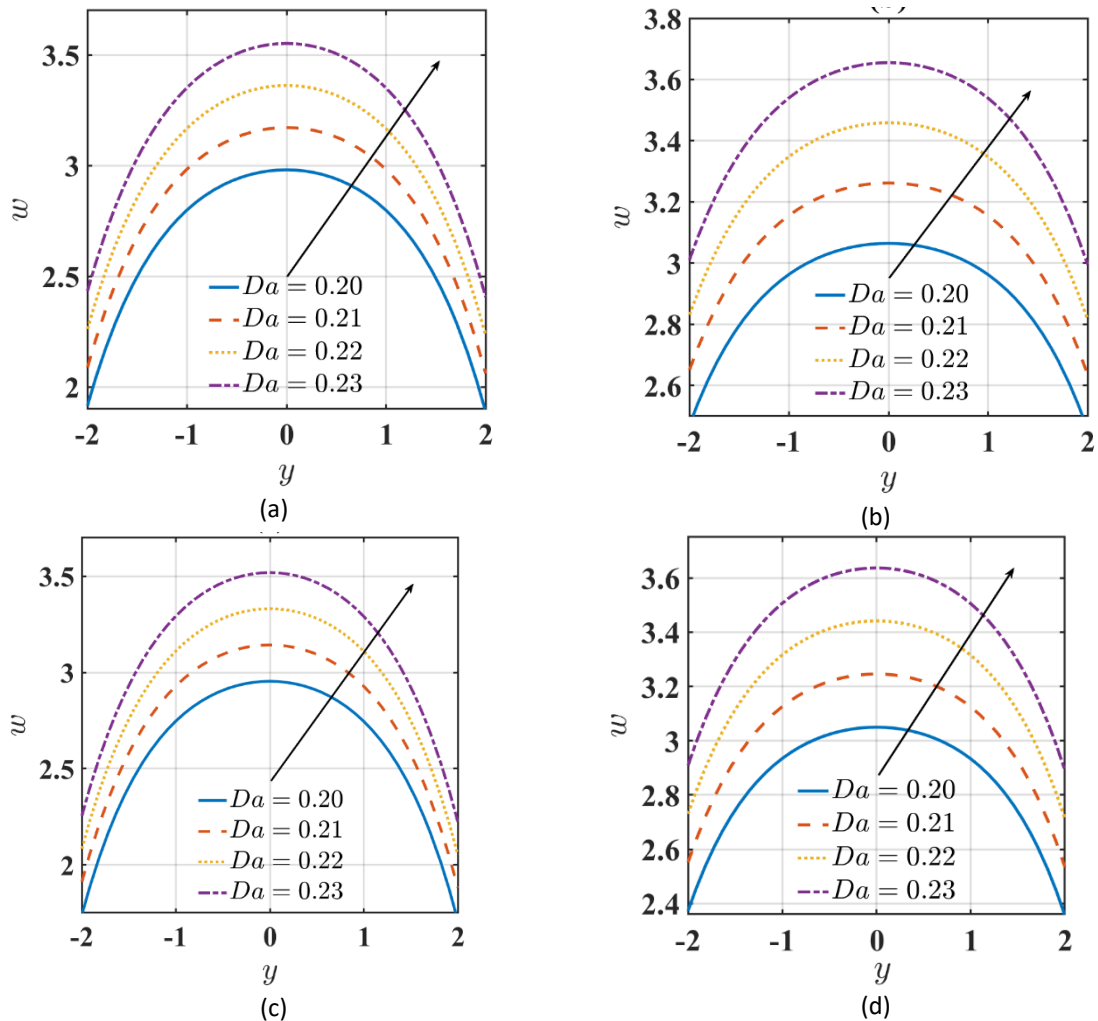 3.5
3
2.5
2
w
Da = 0.20
Da = 0.21
Da = 0.22
Da = 0.23
-2 -1 0 1 2
y
(a)
3.8
3.6
3.4
3.2
3
2.8
2.6
w
Da = 0.20
Da = 0.21
Da = 0.22
Da = 0.23
-2 -1 0 1 2
y
(b)
3.5
3
2.5
2
w
Da = 0.20
Da = 0.21
Da = 0.22
Da = 0.23
-2 -1 0 1 2
y
(c)
3.6
3.4
3.2
3
2.8
2.6
2.4
w
Da = 0.20
Da = 0.21
Da = 0.22
Da = 0.23
-2 -1 0 1 2
y
(d)